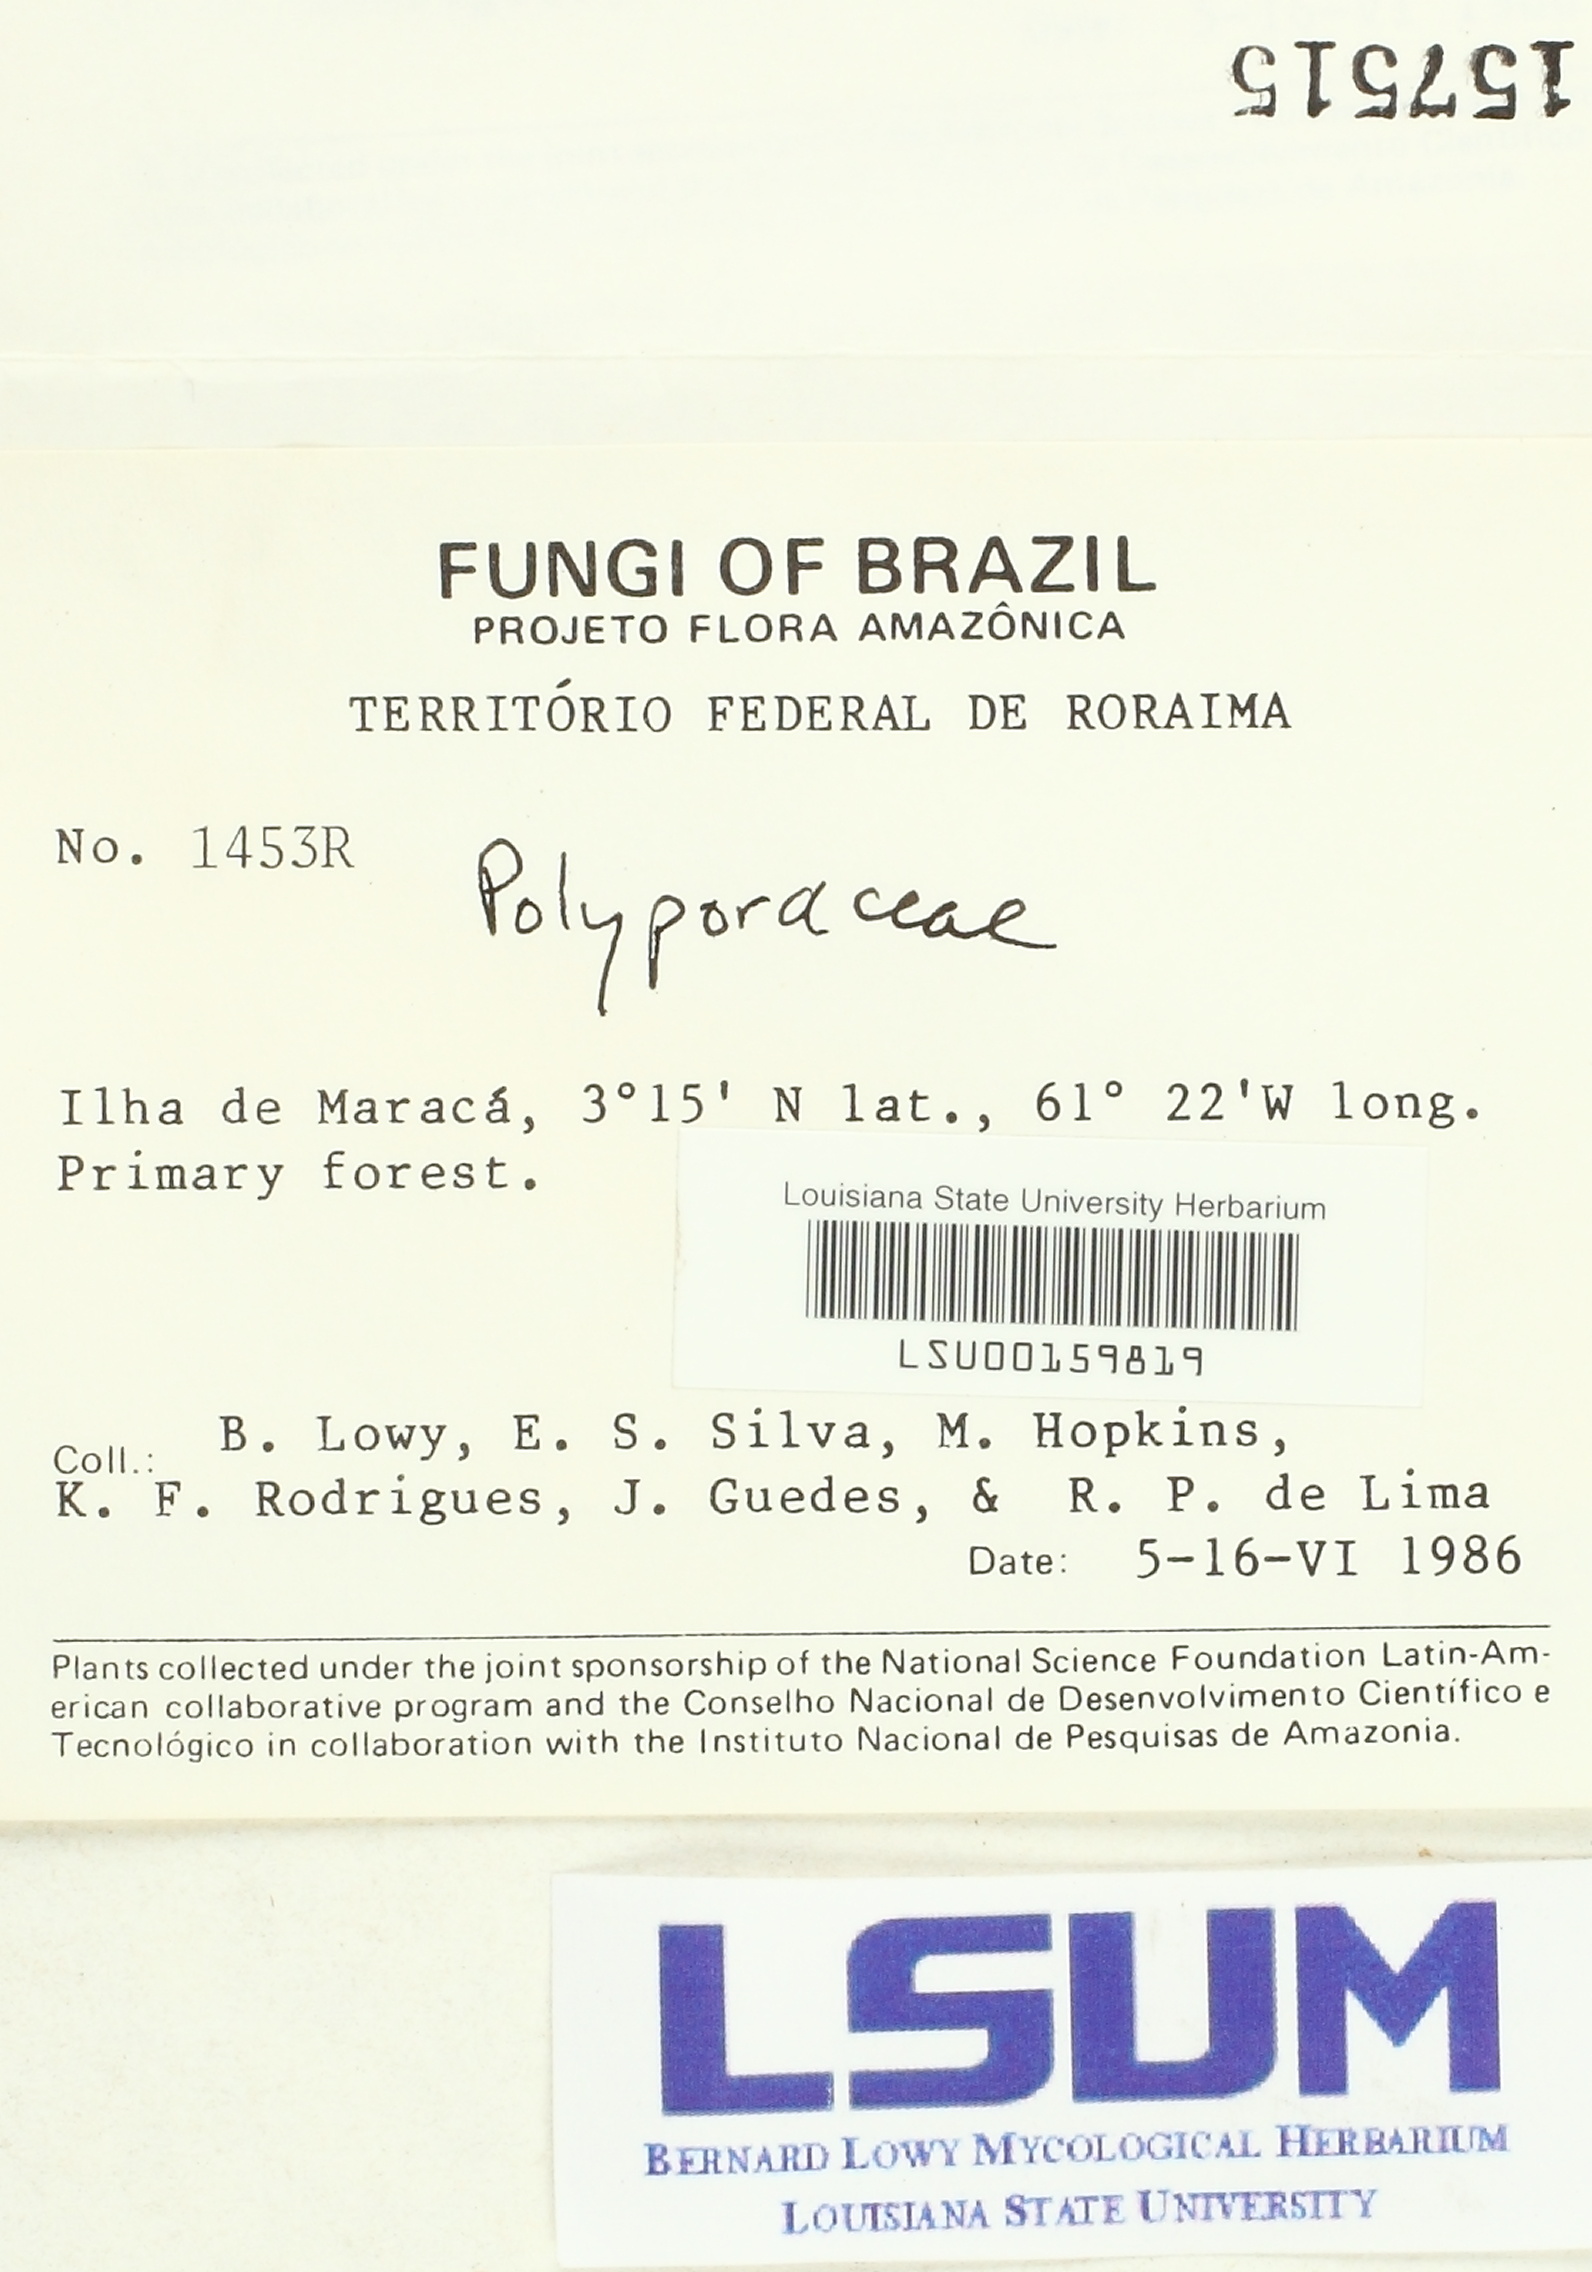 157515
FUNGI OF BRAZIL
PROJETO FLORA AMAZÔNICA
TERRITÓRIO FEDERAL DE RORAIMA
No. 1453R
Polyporaceae
Ilha de Maracá, 3°15' N lat., 61° 22'W long.
Primary forest.
Louisiana State University Herbarium
LSU00159819
Coll.: B. Lowy, E. S. Silva, M. Hopkins,
K. F. Rodrigues, J. Guedes, & R. P. de Lima
Date: 5-16-VI 1986
Plants collected under the joint sponsorship of the National Science Foundation Latin-Am-
erican collaborative program and the Conselho Nacional de Desenvolvimento Científico e
Tecnológico in collaboration with the Instituto Nacional de Pesquisas de Amazonia.
LSUM
BERNARD LOWY MYCOLOGICAL HERBARIUM
LOUISIANA STATE UNIVERSITY